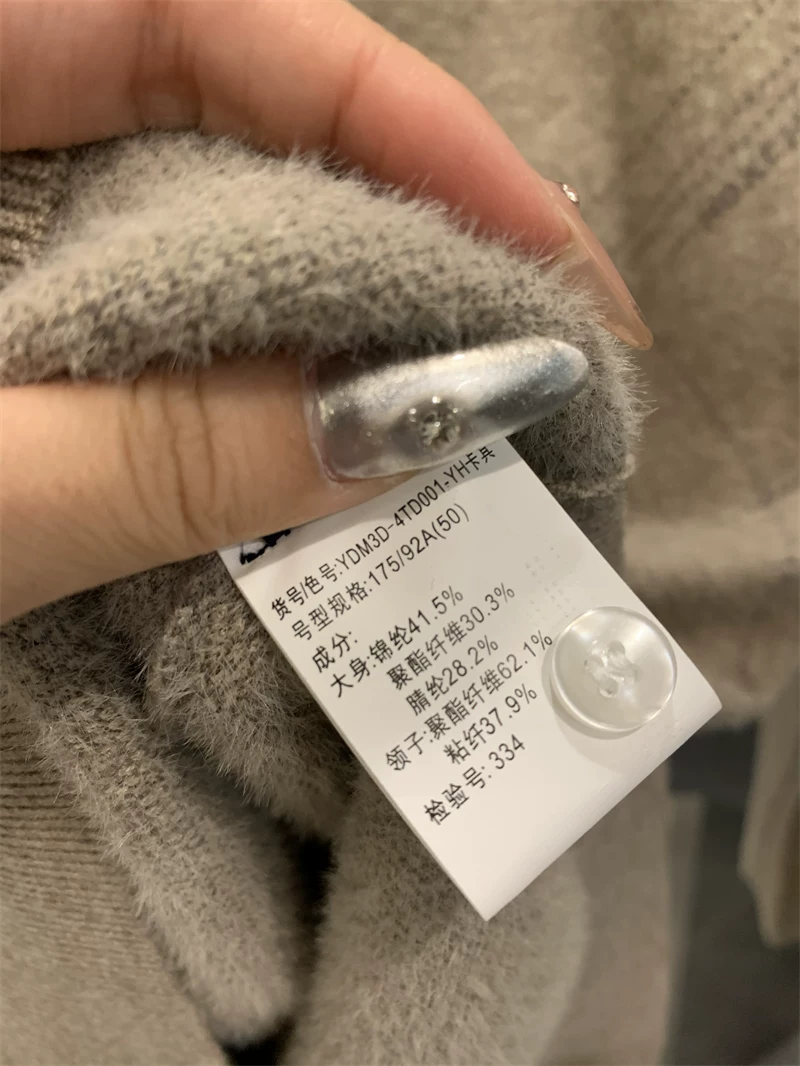 货号/色号:YDM3D-4TD001-YH卡其
号型规格:175/92A(50)
成分:
大身:锦纶41.5%
聚酯纤维30.3%
腈纶28.2%
领子:聚酯纤维62.1%
粘纤37.9%
检验号: 334